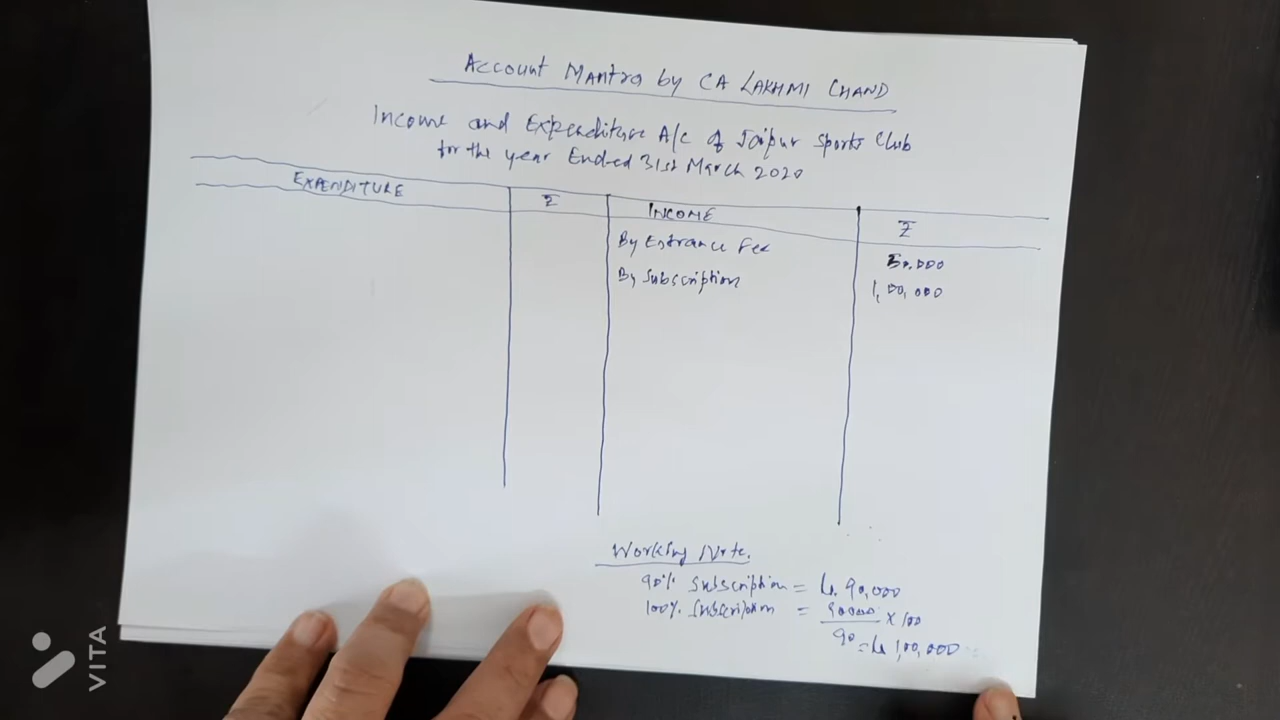 Account Mantra by CA LAKHMI CHAND
Income and Expenditure A/c of Jaipur Sports Club
for the year Ended 31st March 2020
EXPENDITURE ₹ INCOME ₹
By Entrance Fee 50,000
By Subscription 1,00,000
Working Note.
90% Subscription = Rs. 90,000
100% Subscription = 90000/90 × 100
= Rs 1,00,000
VITA